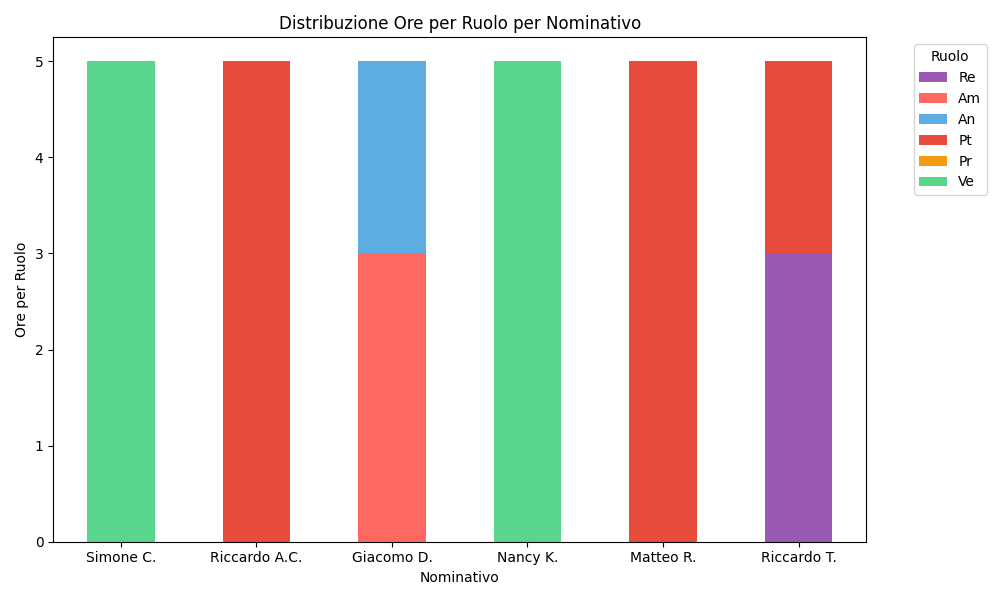 Distribuzione Ore per Ruolo per Nominativo
Ruolo
Re
Am
An
Pt
Pr
Ve
Ore per Ruolo
5
4
3
2
1
0
Simone C. Riccardo A.C. Giacomo D. Nancy K. Matteo R. Riccardo T.
Nominativo